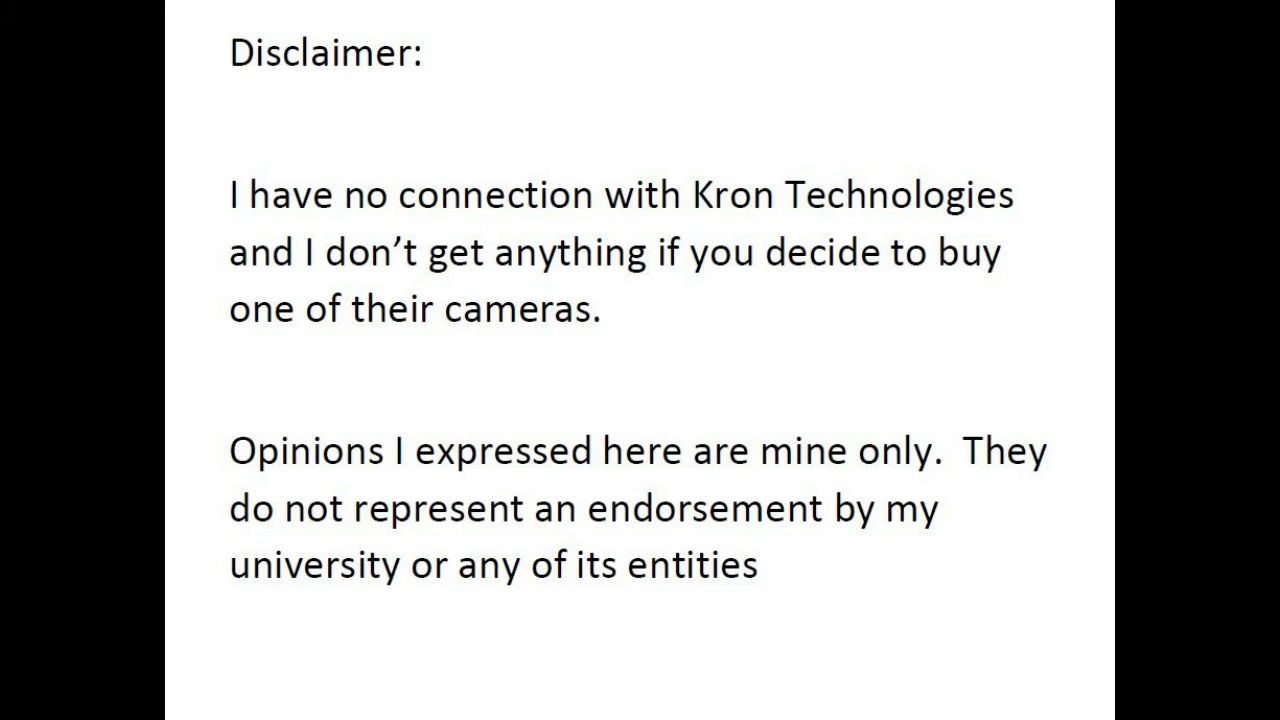 Disclaimer:
I have no connection with Kron Technologies
and I don’t get anything if you decide to buy
one of their cameras.
Opinions I expressed here are mine only.  They
do not represent an endorsement by my
university or any of its entities